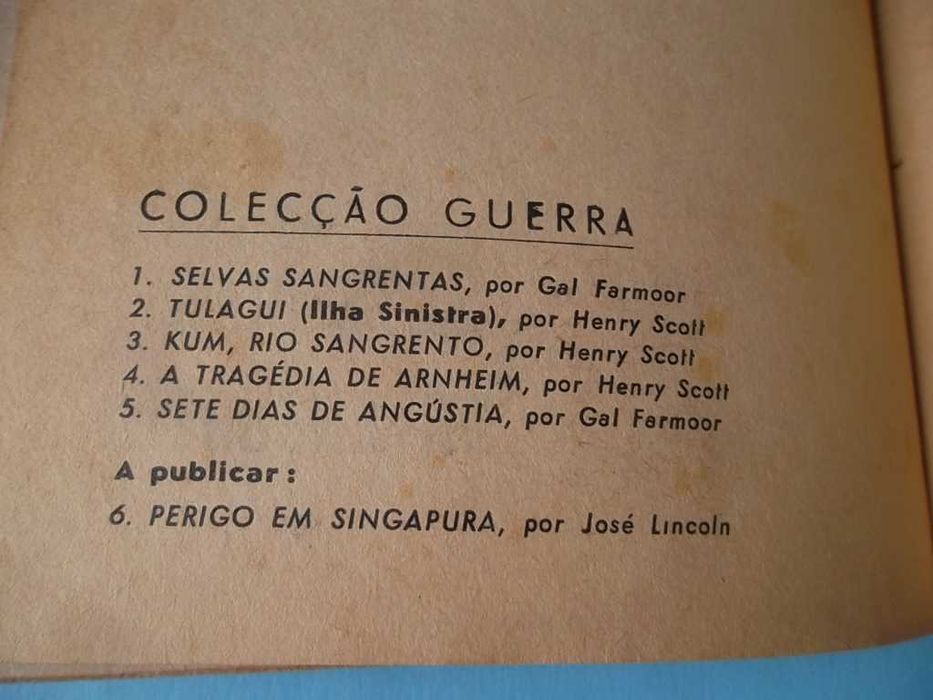 COLECÇÃO GUERRA
1. SELVAS SANGRENTAS, por Gal Farmoor
2. TULAGUI (Ilha Sinistra), por Henry Scott
3. KUM, RIO SANGRENTO, por Henry Scott
4. A TRAGÉDIA DE ARNHEIM, por Henry Scott
5. SETE DIAS DE ANGÚSTIA, por Gal Farmoor
A publicar:
6. PERIGO EM SINGAPURA, por José Lincoln